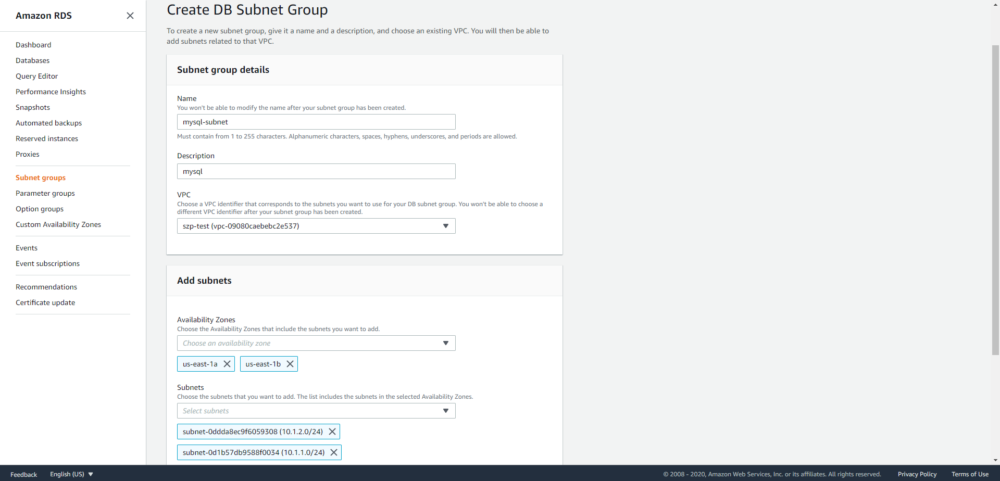 Amazon RDS
Dashboard
Databases
Query Editor
Performance Insights
Snapshots
Automated backups
Reserved instances
Proxies
Subnet groups
Parameter groups
Option groups
Custom Availability Zones
Events
Event subscriptions
Recommendations
Certificate update
Create DB Subnet Group
To create a new subnet group, give it a name and a description, and choose an existing VPC. You will then be able to
add subnets related to that VPC.
Subnet group details
Name
You won't be able to modify the name after your subnet group has been created.
mysql-subnet
Must contain from 1 to 255 characters. Alphanumeric characters, spaces, hyphens, underscores, and periods are allowed.
Description
mysql
VPC
Choose a VPC identifier that corresponds to the subnets you want to use for your DB subnet group. You won't be able to choose a
different VPC identifier after your subnet group has been created.
szp-test (vpc-09080caebebc2e537)
Add subnets
Availability Zones
Choose the Availability Zones that include the subnets you want to add.
Choose an availability zone
us-east-1a us-east-1b
Subnets
Choose the subnets that you want to add. The list includes the subnets in the selected Availability Zones.
Select subnets
subnet-0ddda8ec9f6059308 (10.1.2.0/24)
subnet-0d1b57db9588f0034 (10.1.1.0/24)
Feedback English (US) © 2008 - 2020, Amazon Web Services, Inc. or its affiliates. All rights reserved. Privacy Policy Terms of Use